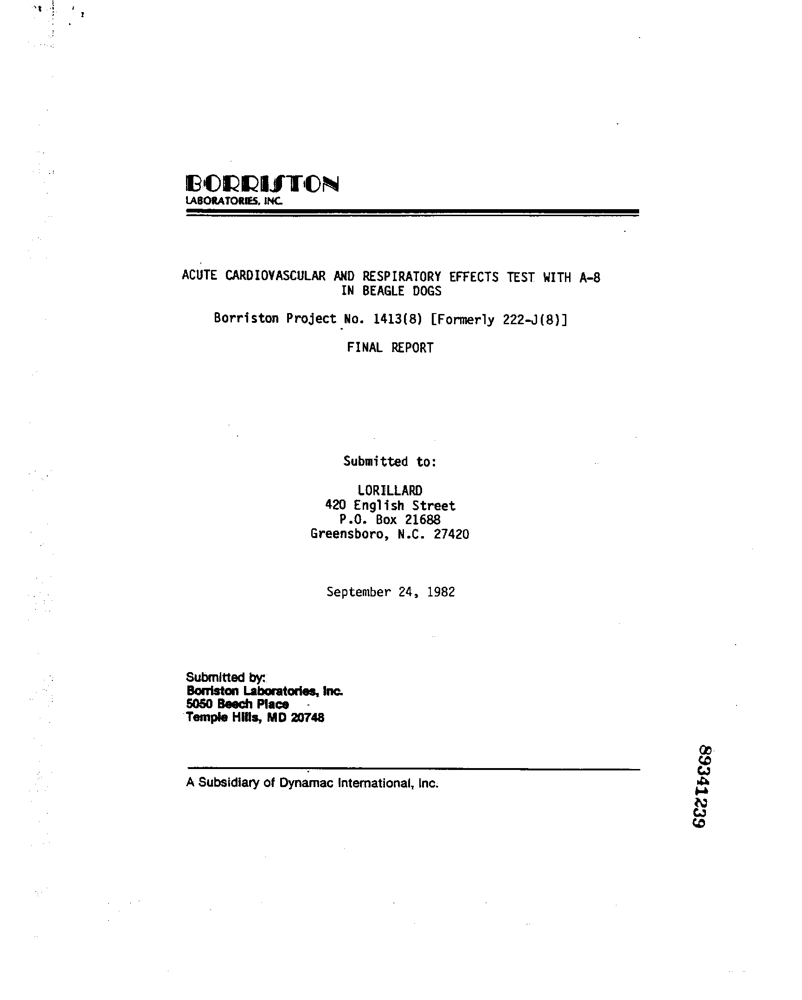 BORRISTON
LABORATORIES, INC.
ACUTE CARDIOVASCULAR AND RESPIRATORY EFFECTS TEST WITH A-8
IN BEAGLE DOGS
Borriston Project No. 1413(8) [Formerly 222-J(8)]
FINAL REPORT
Submitted to:
LORILLARD
420 English Street
P.O. Box 21688
Greensboro, N.C. 27420
September 24, 1982
Submitted by:
Borriston Laboratories, Inc.
5050 Beech Place
Temple Hills, MD 20748
A Subsidiary of Dynamac International, Inc.
89341239